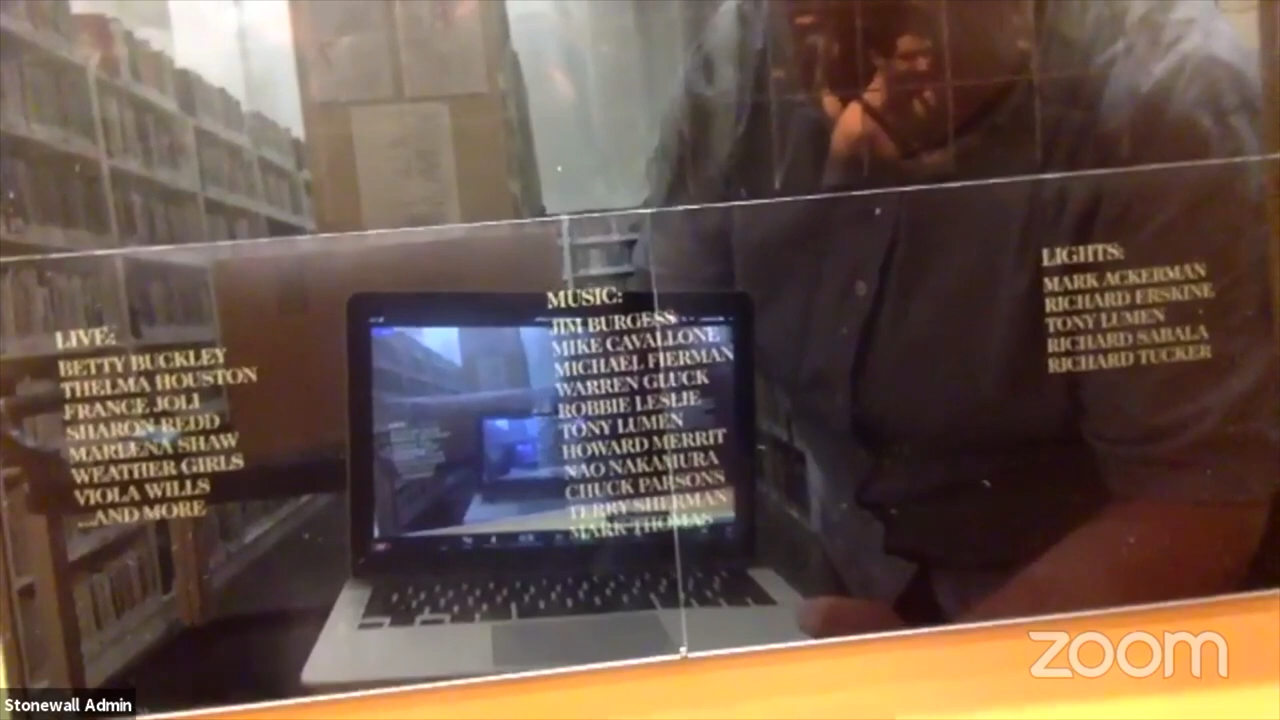 LIVE:
BETTY BUCKLEY
THELMA HOUSTON
FRANCE JOLI
SHARON REDD
MARLENA SHAW
WEATHER GIRLS
VIOLA WILLS
...AND MORE
MUSIC:
JIM BURGESS
MIKE CAVALLONE
MICHAEL FIERMAN
WARREN GLUCK
ROBBIE LESLIE
TONY LUMEN
HOWARD MERRIT
NAO NAKAMURA
CHUCK PARSONS
TERRY SHERMAN
MARK THOMAS
LIGHTS:
MARK ACKERMAN
RICHARD ERSKINE
TONY LUMEN
RICHARD SABALA
RICHARD TUCKER
zoom
Stonewall Admin